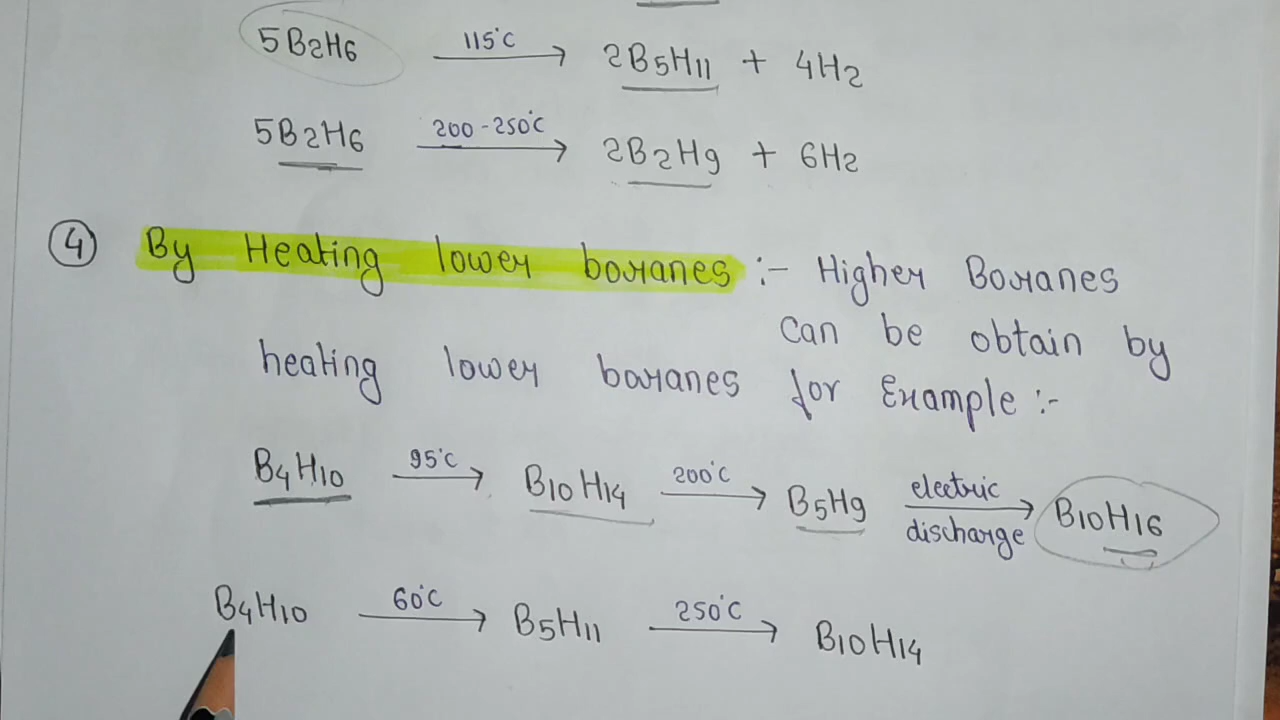 5B2H6 115°C → 2B5H11 + 4H2
5B2H6 200-250°C → 2B2H9 + 6H2
4 By Heating lower boranes :- Higher Boranes
can be obtain by
heating lower boranes for Example :-
B4H10 95°C → B10H14 200°C → B5H9 electric discharge → B10H16
B4H10 60°C → B5H11 250°C → B10H14